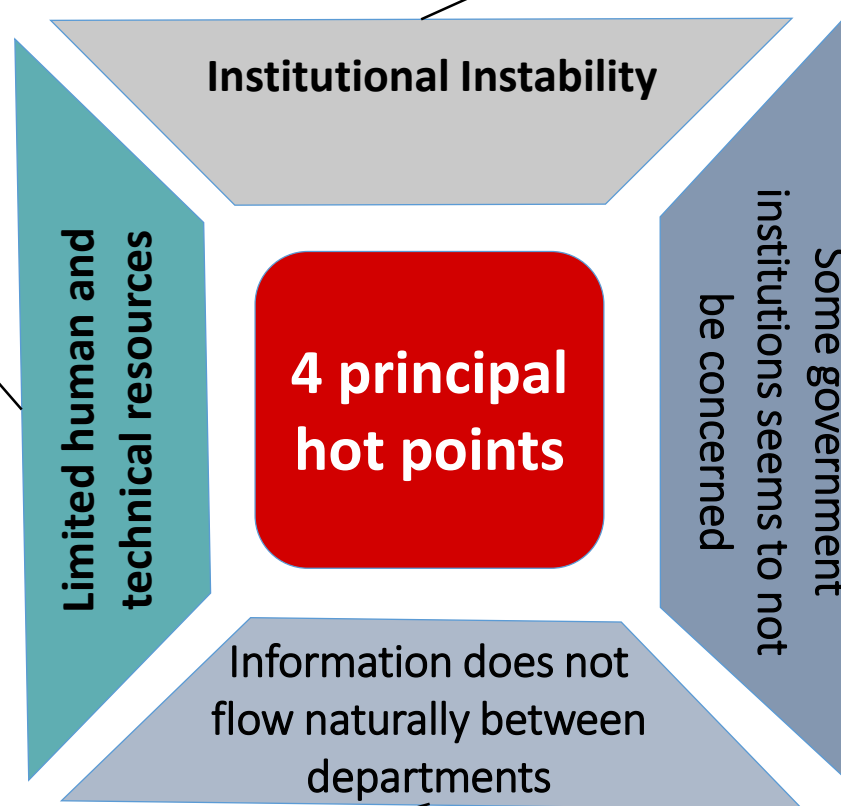 Institutional Instability
Limited human and
technical resources
4 principal
hot points
Some government
institutions seems to not
be concerned
Information does not
flow naturally between
departments